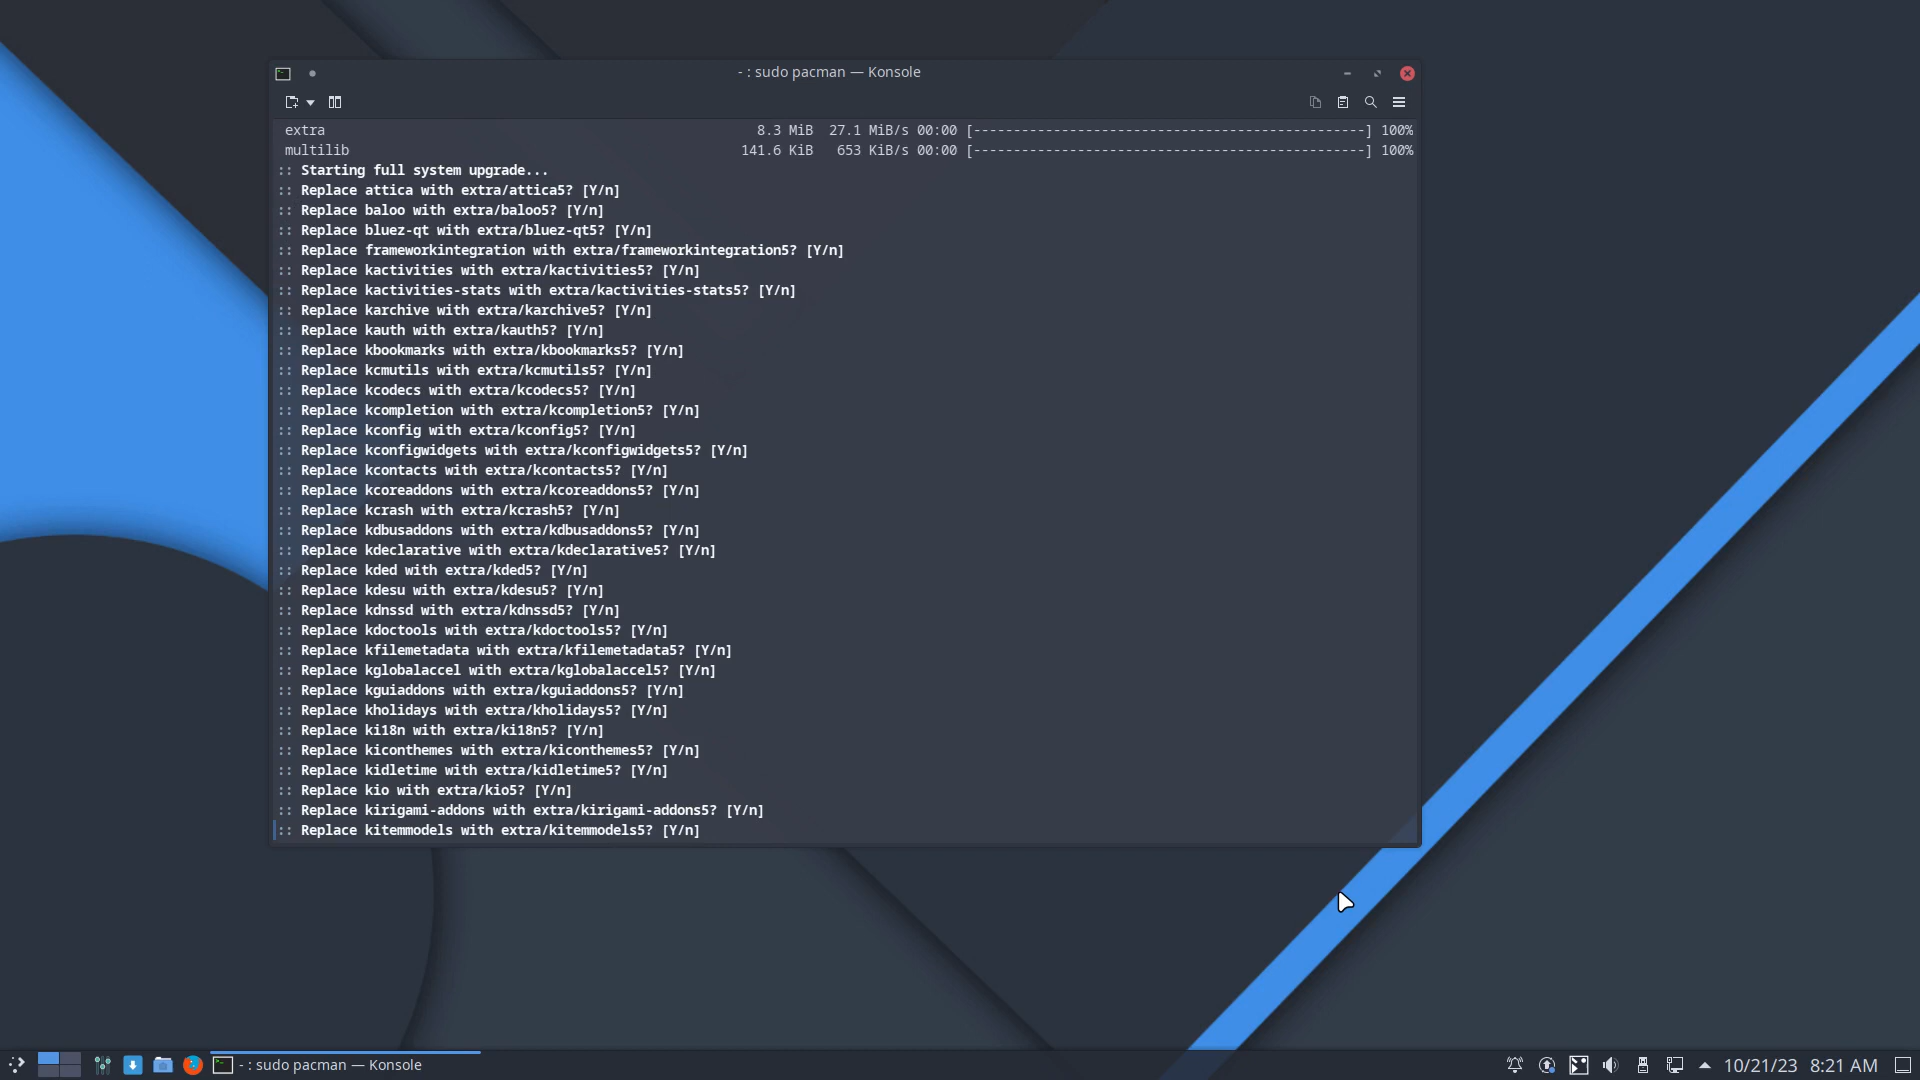 - : sudo pacman — Konsole
extra 8.3 MiB 27.1 MiB/s 00:00 [-------------------------------------------------] 100%
multilib 141.6 KiB 653 KiB/s 00:00 [-------------------------------------------------] 100%
:: Starting full system upgrade...
:: Replace attica with extra/attica5? [Y/n]
:: Replace baloo with extra/baloo5? [Y/n]
:: Replace bluez-qt with extra/bluez-qt5? [Y/n]
:: Replace frameworkintegration with extra/frameworkintegration5? [Y/n]
:: Replace kactivities with extra/kactivities5? [Y/n]
:: Replace kactivities-stats with extra/kactivities-stats5? [Y/n]
:: Replace karchive with extra/karchive5? [Y/n]
:: Replace kauth with extra/kauth5? [Y/n]
:: Replace kbookmarks with extra/kbookmarks5? [Y/n]
:: Replace kcmutils with extra/kcmutils5? [Y/n]
:: Replace kcodecs with extra/kcodecs5? [Y/n]
:: Replace kcompletion with extra/kcompletion5? [Y/n]
:: Replace kconfig with extra/kconfig5? [Y/n]
:: Replace kconfigwidgets with extra/kconfigwidgets5? [Y/n]
:: Replace kcontacts with extra/kcontacts5? [Y/n]
:: Replace kcoreaddons with extra/kcoreaddons5? [Y/n]
:: Replace kcrash with extra/kcrash5? [Y/n]
:: Replace kdbusaddons with extra/kdbusaddons5? [Y/n]
:: Replace kdeclarative with extra/kdeclarative5? [Y/n]
:: Replace kded with extra/kded5? [Y/n]
:: Replace kdesu with extra/kdesu5? [Y/n]
:: Replace kdnssd with extra/kdnssd5? [Y/n]
:: Replace kdoctools with extra/kdoctools5? [Y/n]
:: Replace kfilemetadata with extra/kfilemetadata5? [Y/n]
:: Replace kglobalaccel with extra/kglobalaccel5? [Y/n]
:: Replace kguiaddons with extra/kguiaddons5? [Y/n]
:: Replace kholidays with extra/kholidays5? [Y/n]
:: Replace ki18n with extra/ki18n5? [Y/n]
:: Replace kiconthemes with extra/kiconthemes5? [Y/n]
:: Replace kidletime with extra/kidletime5? [Y/n]
:: Replace kio with extra/kio5? [Y/n]
:: Replace kirigami-addons with extra/kirigami-addons5? [Y/n]
:: Replace kitemmodels with extra/kitemmodels5? [Y/n]
- : sudo pacman — Konsole
10/21/23 8:21 AM